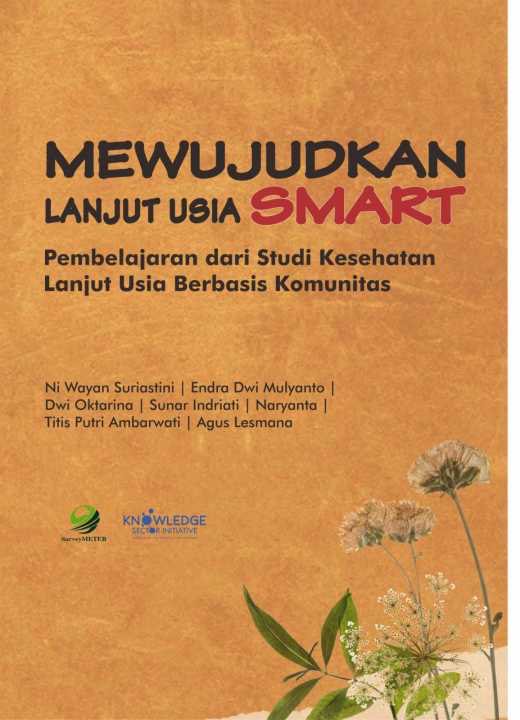 MEWUJUDKAN
LANJUT USIA SMART
Pembelajaran dari Studi Kesehatan
Lanjut Usia Berbasis Komunitas
Ni Wayan Suriastini | Endra Dwi Mulyanto |
Dwi Oktarina | Sunar Indriati | Naryanta |
Titis Putri Ambarwati | Agus Lesmana
SurveyMETER
KNOWLEDGE
SECTOR INITIATIVE